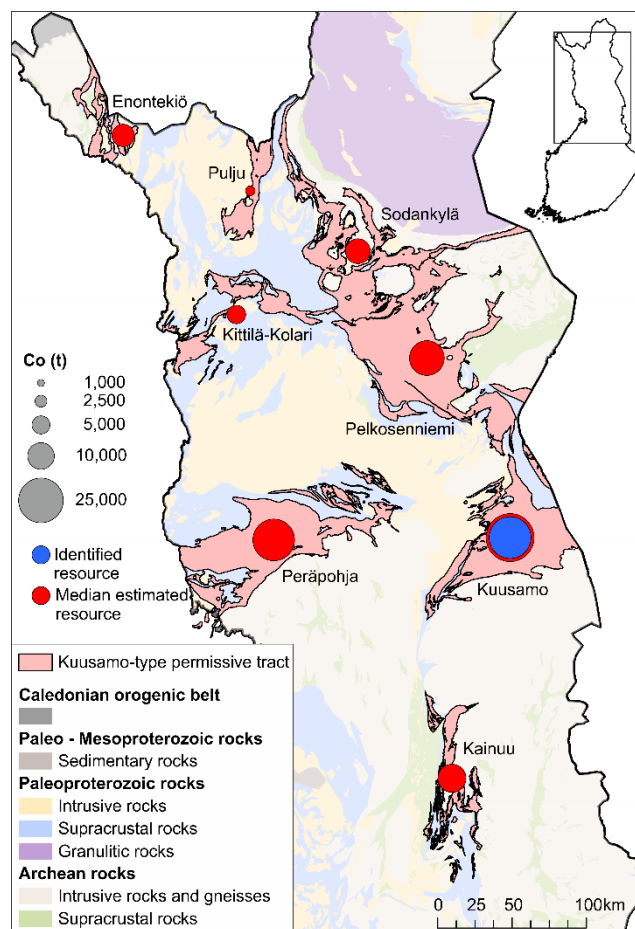 Enontekiö
Pulju
Sodankylä
Kittilä-Kolari
Co (t)
1,000
2,500
5,000
10,000
25,000
Pelkosenniemi
Identified
resource
Median estimated
resource
Peräpohja
Kuusamo
Kuusamo-type permissive tract
Caledonian orogenic belt
Paleo - Mesoproterozoic rocks
Sedimentary rocks
Paleoproterozoic rocks
Intrusive rocks
Supracrustal rocks
Granulitic rocks
Archean rocks
Intrusive rocks and gneisses
Supracrustal rocks
Kainuu
0 25 50 100km